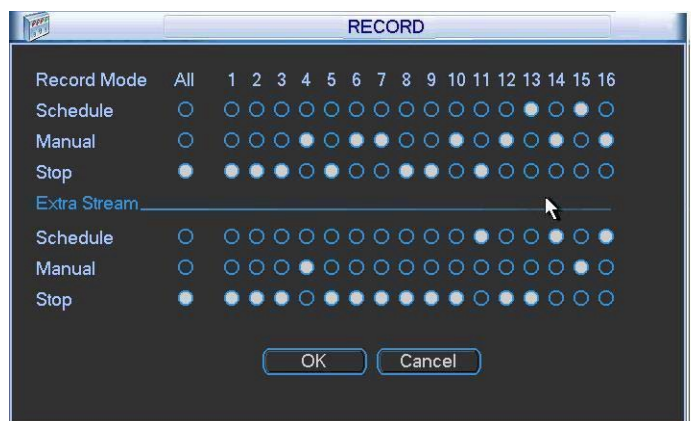 RECORD
Record Mode All 1 2 3 4 5 6 7 8 9 10 11 12 13 14 15 16
Schedule
Manual
Stop
Extra Stream
Schedule
Manual
Stop
OK Cancel